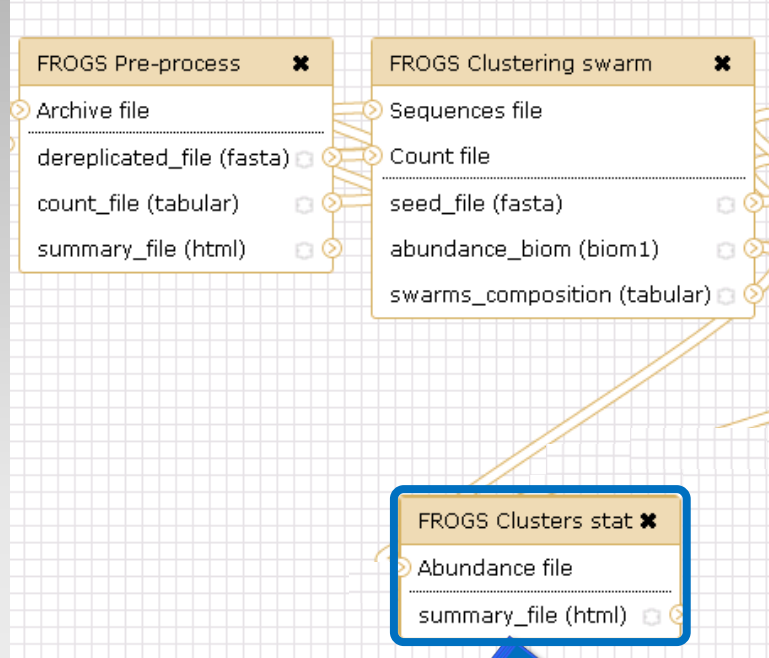 FROGS Pre-process ✖
Archive file
dereplicated_file (fasta)
count_file (tabular)
summary_file (html)
FROGS Clustering swarm ✖
Sequences file
Count file
seed_file (fasta)
abundance_biom (biom1)
swarms_composition (tabular)
FROGS Clusters stat ✖
Abundance file
summary_file (html)